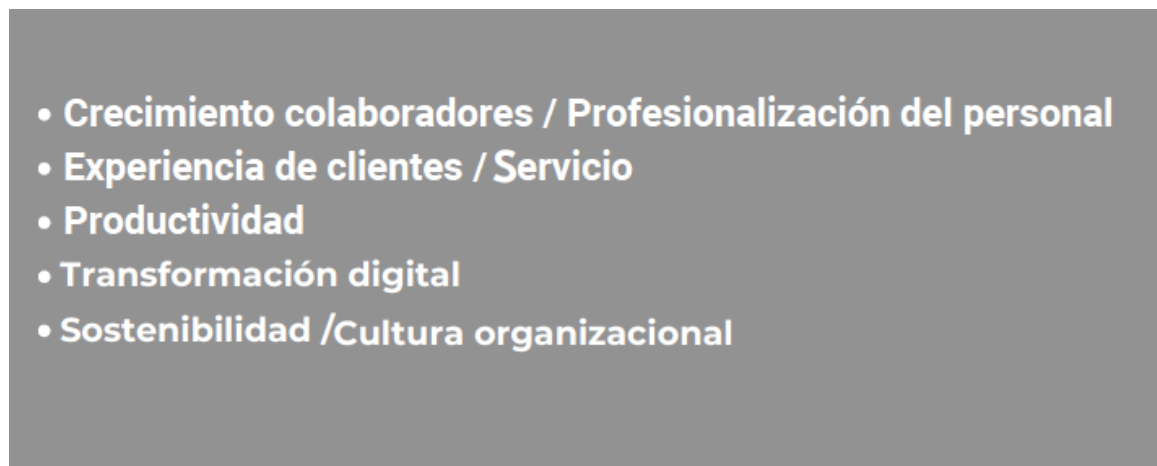 • Crecimiento colaboradores / Profesionalización del personal
• Experiencia de clientes / Servicio
• Productividad
• Transformación digital
• Sostenibilidad /Cultura organizacional